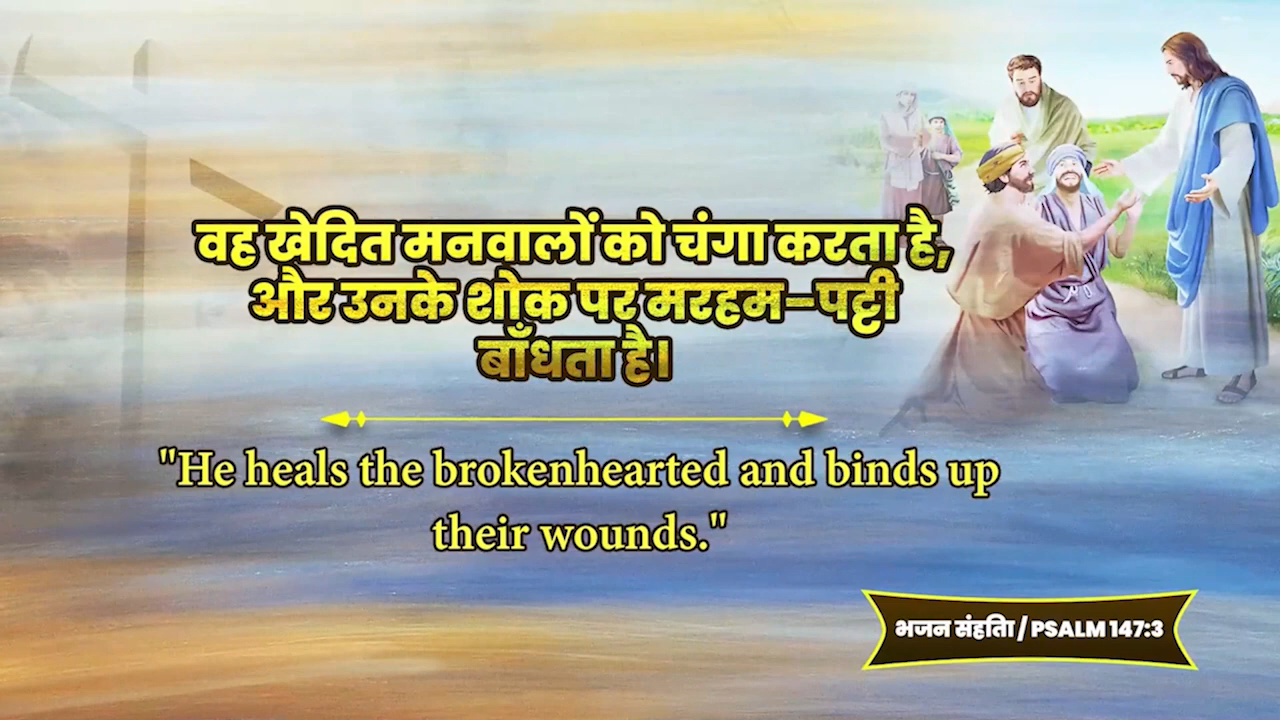 वह खेदित मनवालों को चंगा करता है,
और उनके शोक पर मरहम–पट्टी
बाँधता है।
"He heals the brokenhearted and binds up
their wounds."
भजन संहिता / PSALM 147:3